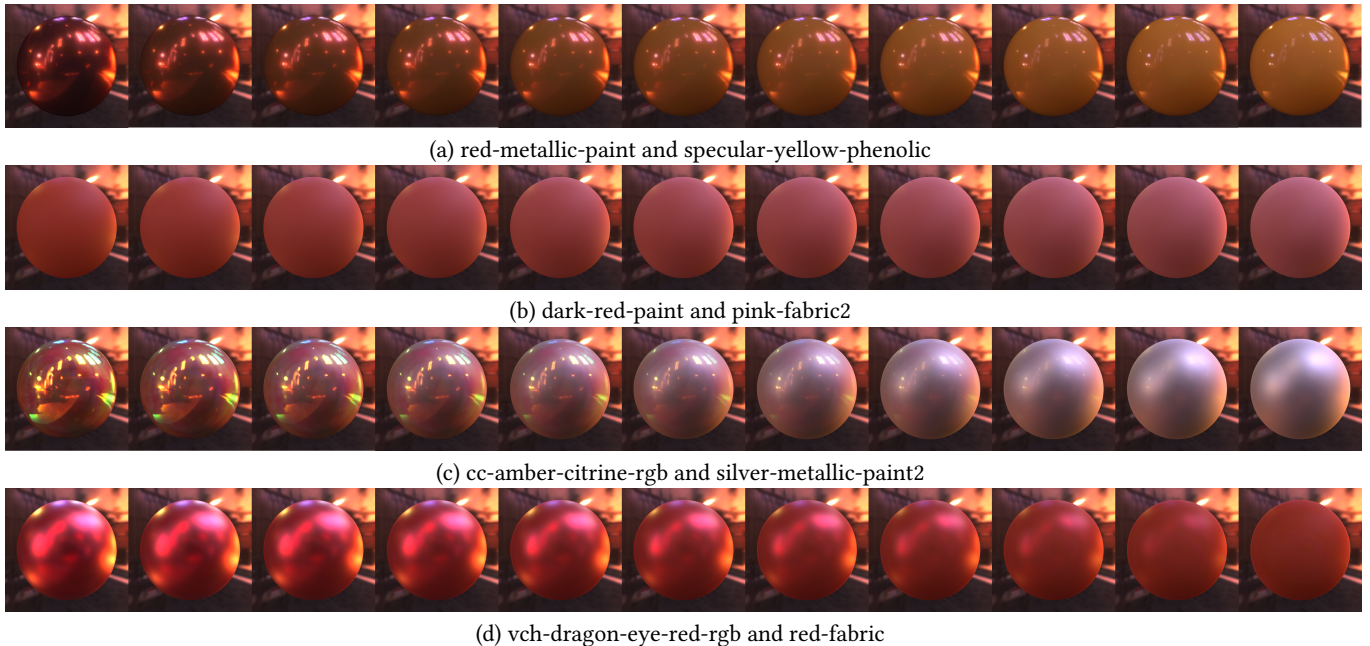 (a) red-metallic-paint and specular-yellow-phenolic
(b) dark-red-paint and pink-fabric2
(c) cc-amber-citrine-rgb and silver-metallic-paint2
(d) vch-dragon-eye-red-rgb and red-fabric